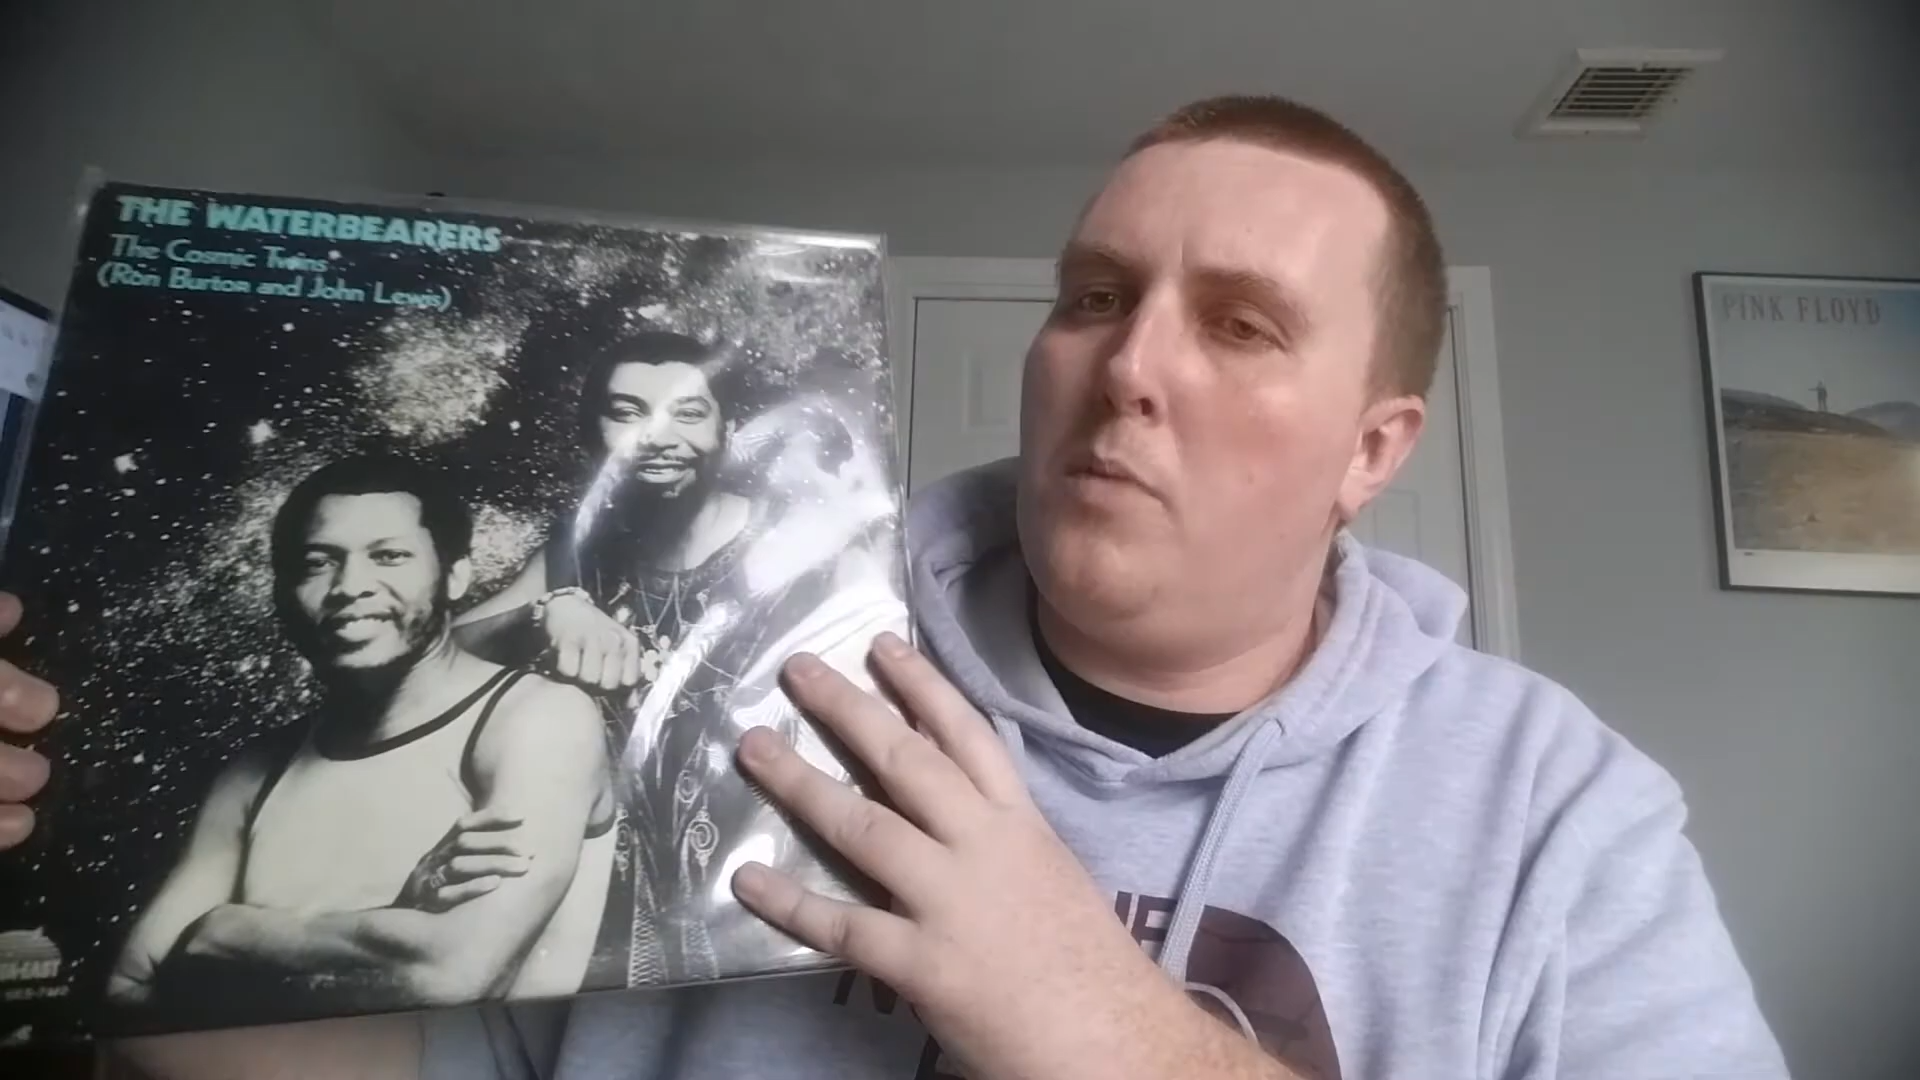 THE WATERBEARERS
The Cosmic Twins
(Ron Burton and John Lewis)
PINK FLOYD